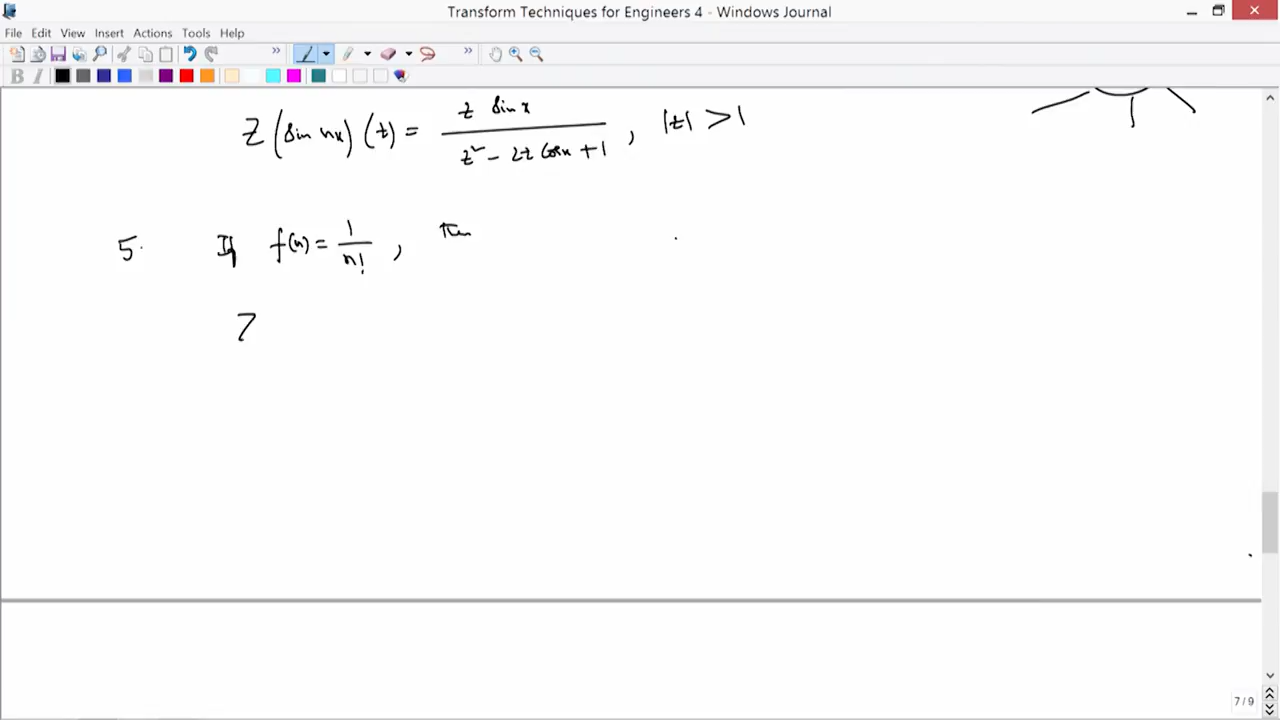 Transform Techniques for Engineers 4 - Windows Journal
File Edit View Insert Actions Tools Help
Z(sin nx)(z) = z sin x / z² - 2z cos x + 1 , |z| > 1
5. If f(n) = 1/n! , then
Z
7 / 9